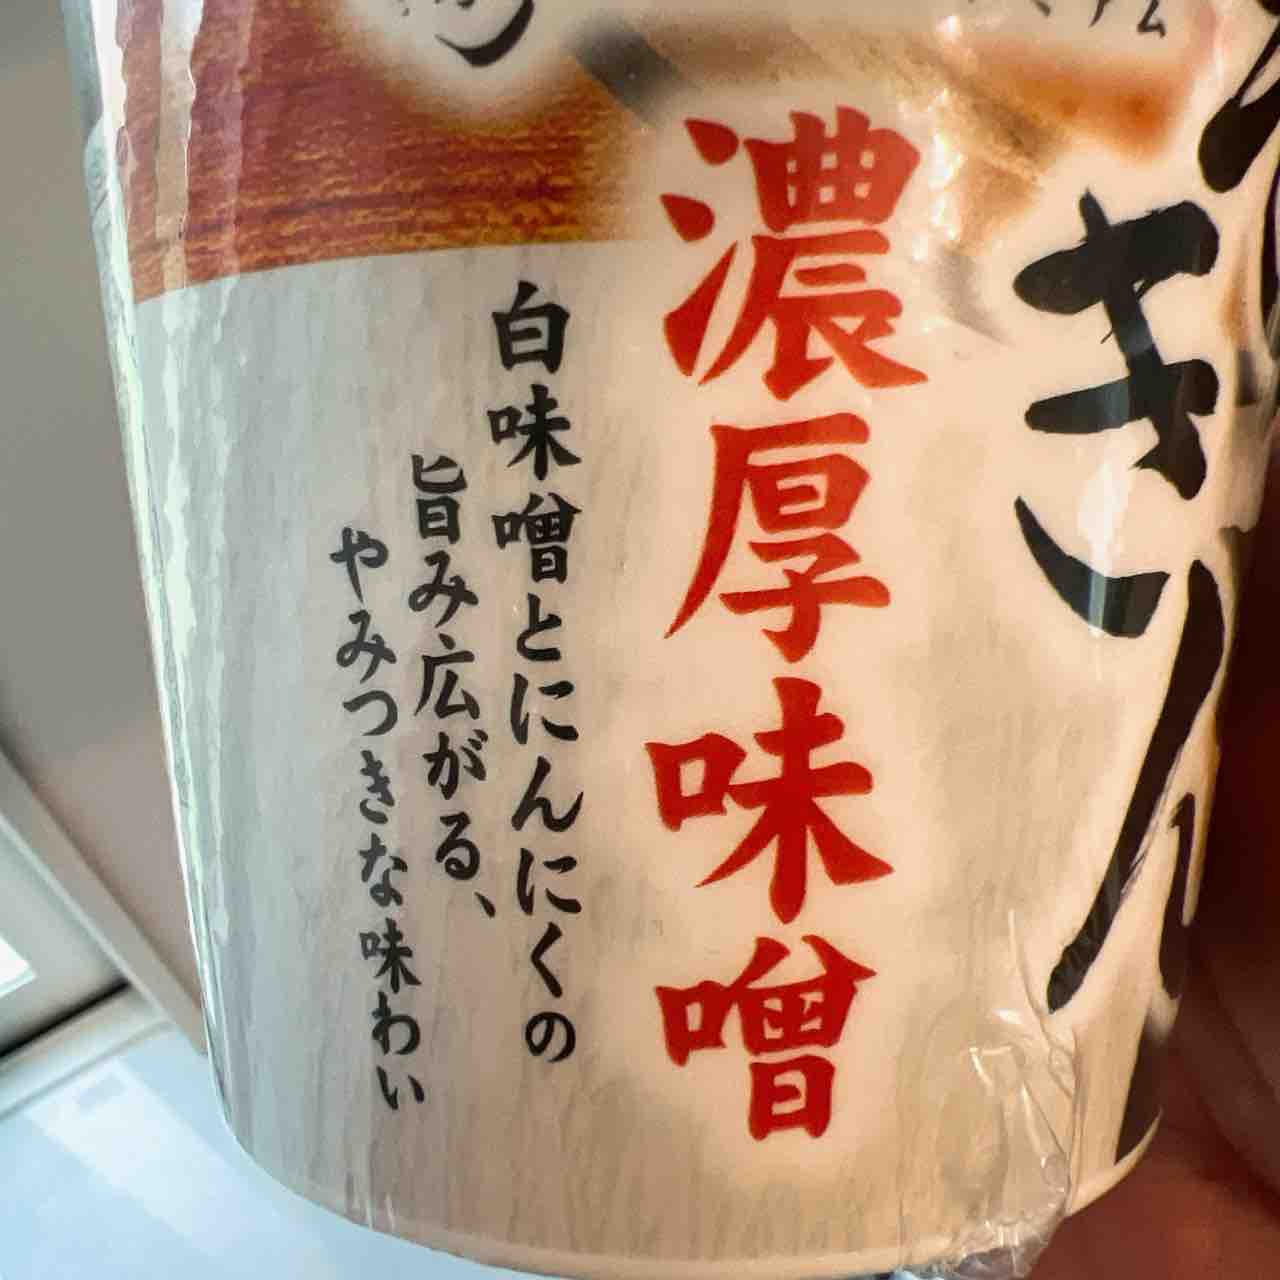 濃厚味噌
白味噌とにんにくの
旨み広がる、
やみつきな味わい